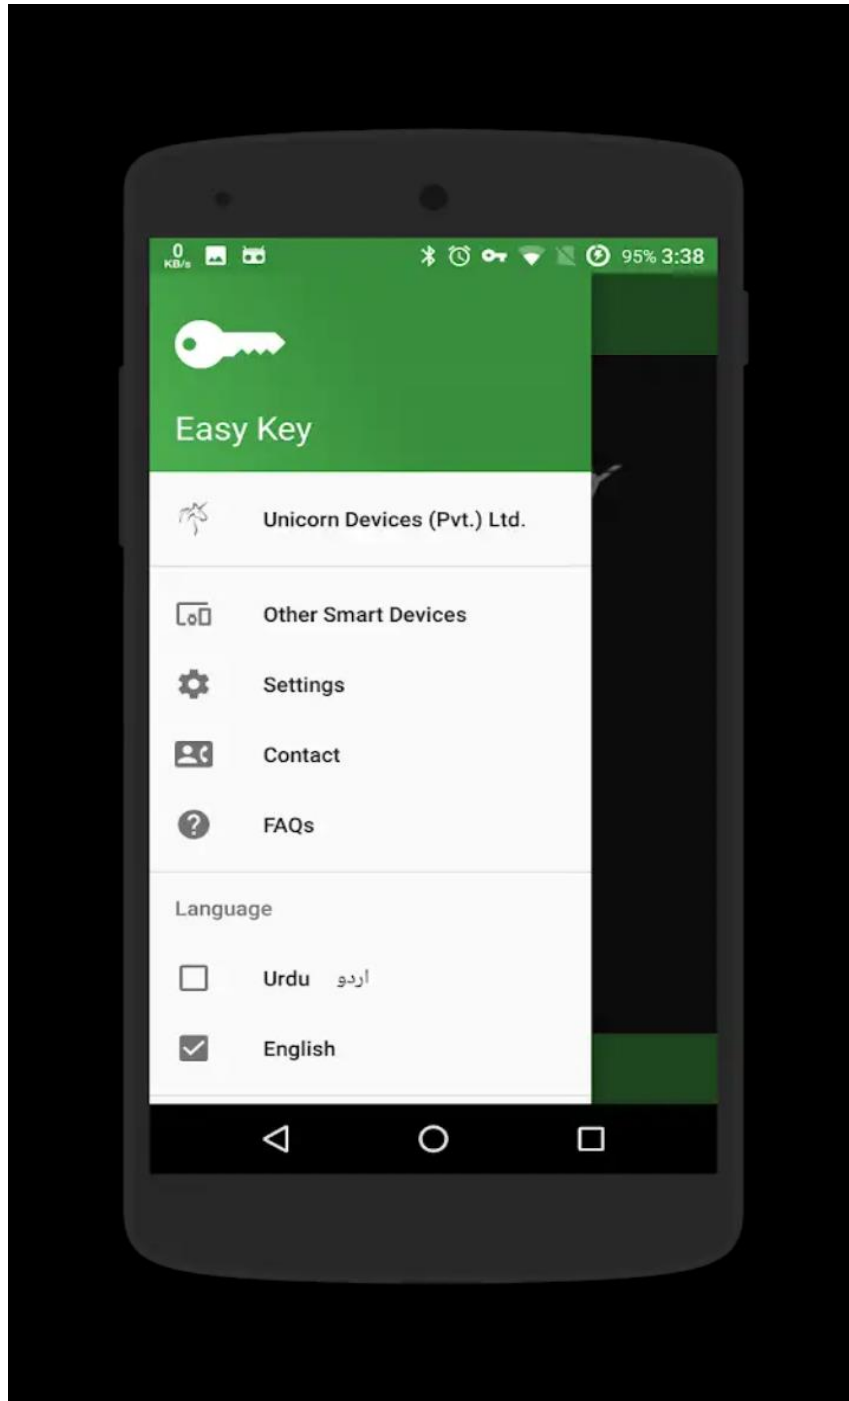 0
KB/s
95% 3:38
Easy Key
Unicorn Devices (Pvt.) Ltd.
Other Smart Devices
Settings
Contact
FAQs
Language
Urdu اردو
English